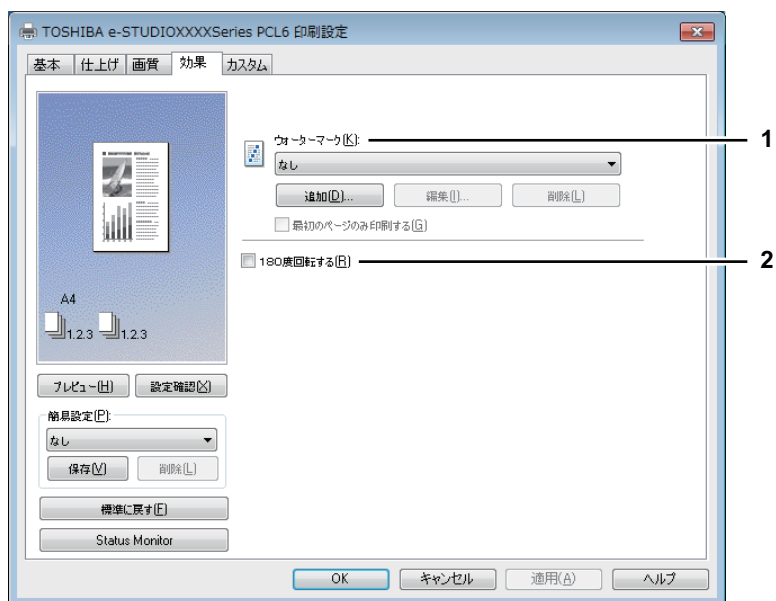 TOSHIBA e-STUDIOXXXXSeries PCL6 印刷設定
基本 仕上げ 画質 効果 カスタム
ウォーターマーク(K):
1
なし
追加(D)... 編集(I)... 削除(L)
最初のページのみ印刷する(G)
180度回転する(R)
2
A4
1.2.3 1.2.3
プレビュー(H) 設定確認(X)
簡易設定(P):
なし
保存(V) 削除(L)
標準に戻す(F)
Status Monitor
OK キャンセル 適用(A) ヘルプ